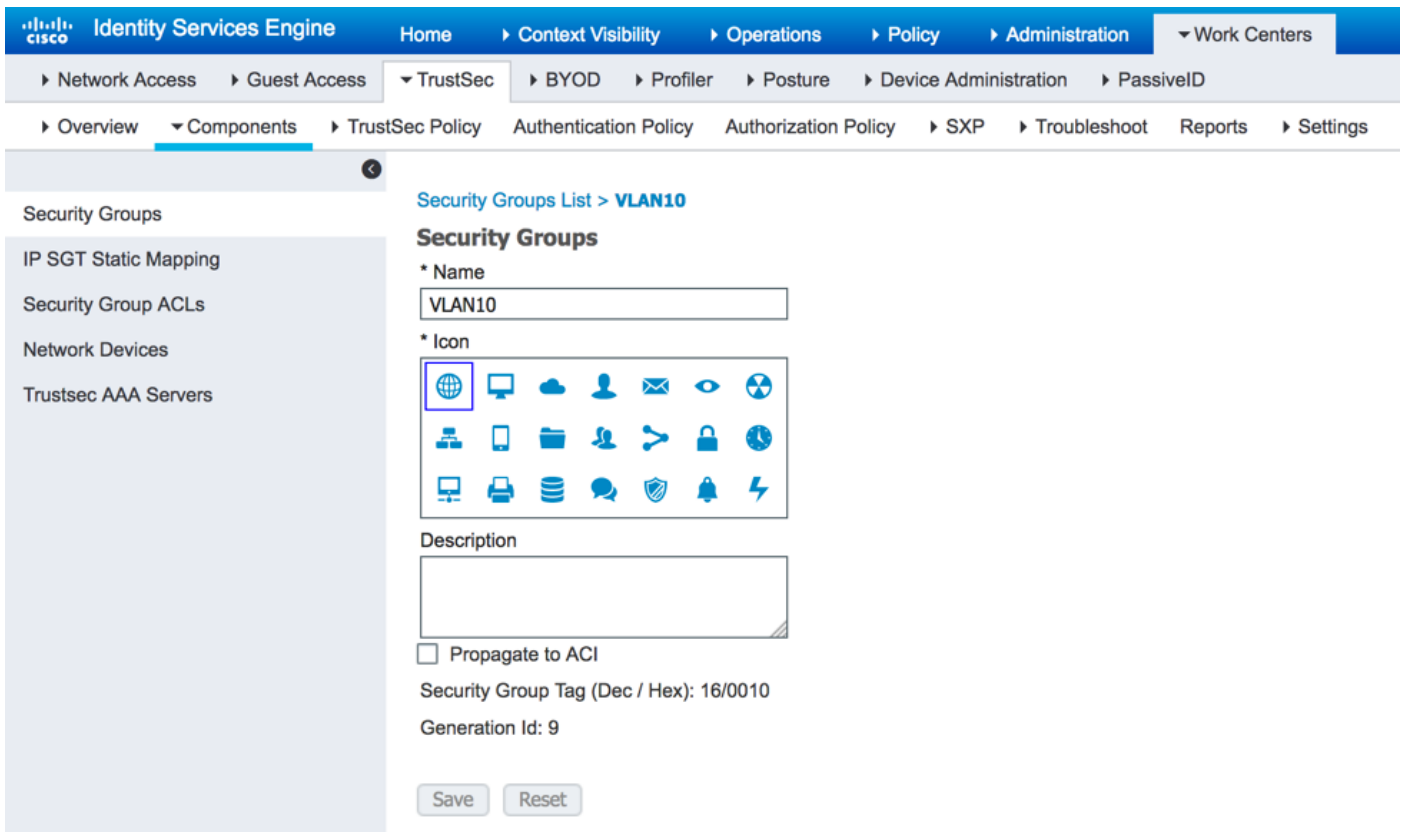 cisco Identity Services Engine Home Context Visibility Operations Policy Administration Work Centers
Network Access Guest Access TrustSec BYOD Profiler Posture Device Administration PassiveID
Overview Components TrustSec Policy Authentication Policy Authorization Policy SXP Troubleshoot Reports Settings
Security Groups
IP SGT Static Mapping
Security Group ACLs
Network Devices
Trustsec AAA Servers
Security Groups List > VLAN10
Security Groups
* Name
VLAN10
* Icon
Description
Propagate to ACI
Security Group Tag (Dec / Hex): 16/0010
Generation Id: 9
Save Reset